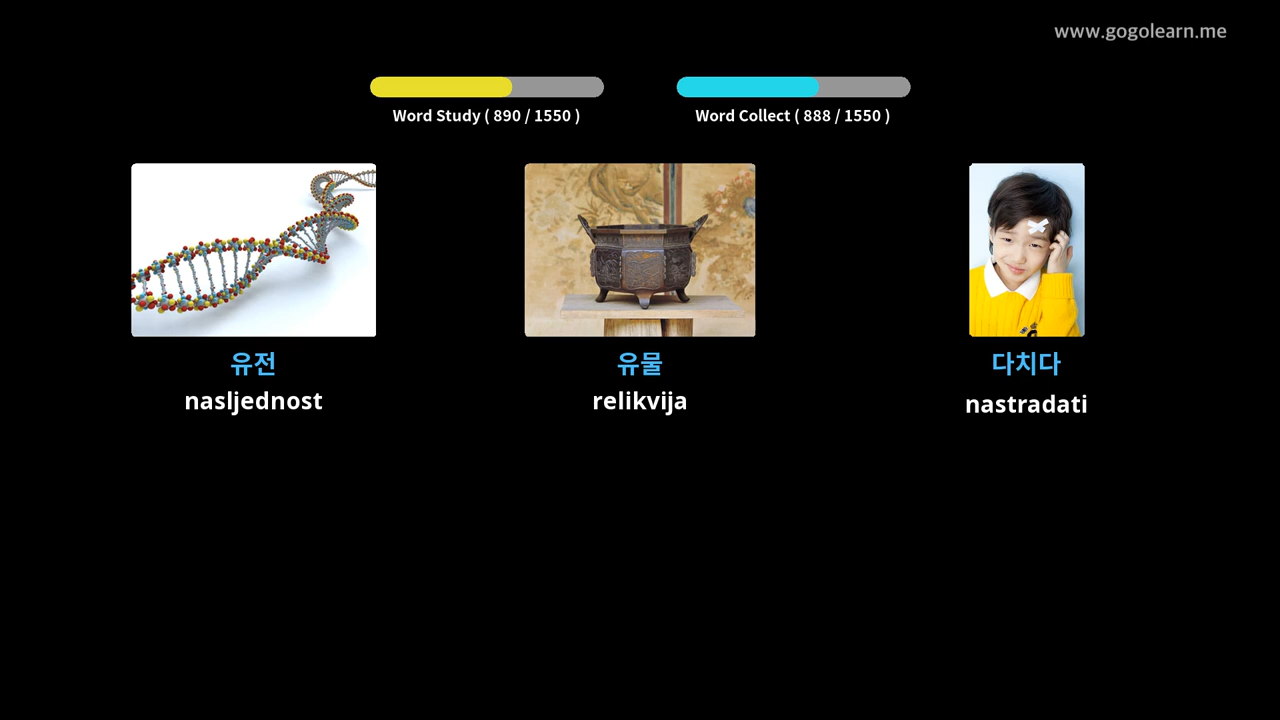 www.gogolearn.me
Word Study ( 890 / 1550 )
Word Collect ( 888 / 1550 )
유전
유물
다치다
nasljednost
relikvija
nastradati